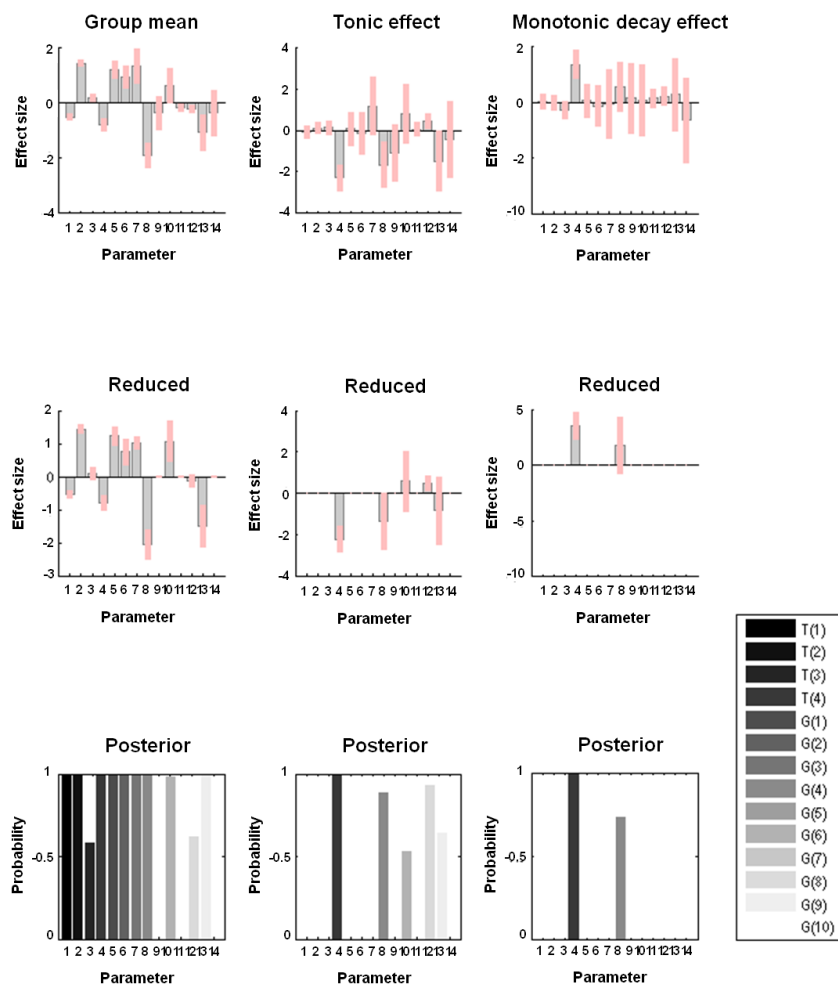 Group mean
Tonic effect
Monotonic decay effect
2
0
-2
-4
Effect size
1 2 3 4 5 6 7 8 9 10 11 12 13 14
Parameter
4
2
0
-2
-4
Effect size
1 2 3 4 5 6 7 8 9 10 11 12 13 14
Parameter
2
0
-2
-10
Effect size
1 2 3 4 5 6 7 8 9 10 11 12 13 14
Parameter
Reduced
Reduced
Reduced
2
1
0
-1
-2
-3
Effect size
1 2 3 4 5 6 7 8 9 10 11 12 13 14
Parameter
4
2
0
-2
-4
Effect size
1 2 3 4 5 6 7 8 9 10 11 12 13 14
Parameter
5
0
-5
-10
Effect size
1 2 3 4 5 6 7 8 9 10 11 12 13 14
Parameter
Posterior
Posterior
Posterior
1
-0.5
0
Probability
1 2 3 4 5 6 7 8 9 10 11 12 13 14
Parameter
1
-0.5
0
Probability
1 2 3 4 5 6 7 8 9 10 11 12 13 14
Parameter
1
-0.5
0
Probability
1 2 3 4 5 6 7 8 9 10 11 12 13 14
Parameter
T(1)
T(2)
T(3)
T(4)
G(1)
G(2)
G(3)
G(4)
G(5)
G(6)
G(7)
G(8)
G(9)
G(10)